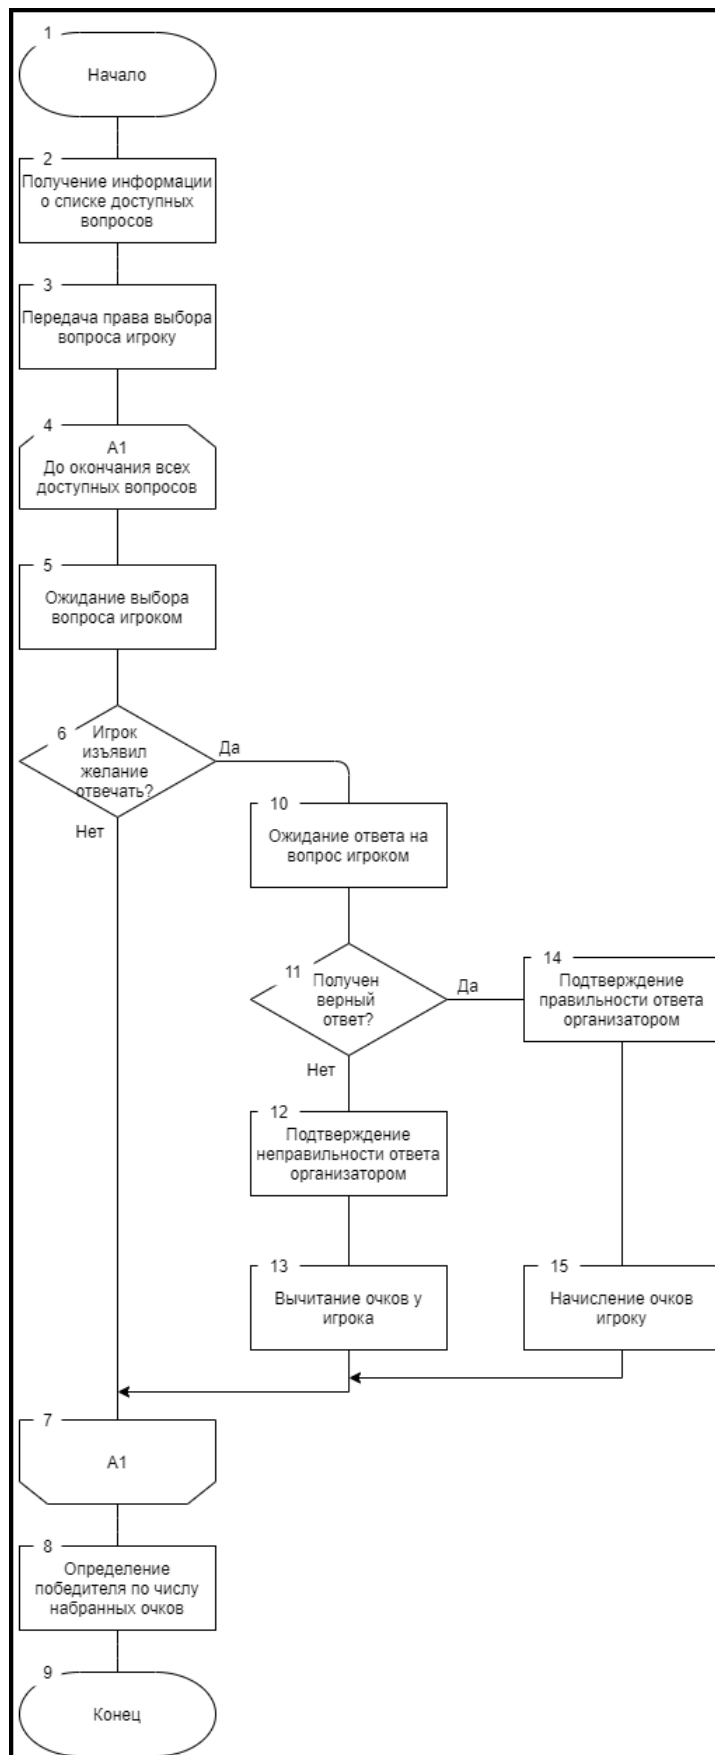 1
Начало
2
Получение информации
о списке доступных
вопросов
3
Передача права выбора
вопроса игроку
4
А1
До окончания всех
доступных вопросов
5
Ожидание выбора
вопроса игроком
6
Игрок
изъявил
желание
отвечать?
Да
Нет
10
Ожидание ответа на
вопрос игроком
11
Получен
верный
ответ?
Да
Нет
14
Подтверждение
правильности ответа
организатором
12
Подтверждение
неправильности ответа
организатором
13
Вычитание очков у
игрока
15
Начисление очков
игроку
7
А1
8
Определение
победителя по числу
набранных очков
9
Конец